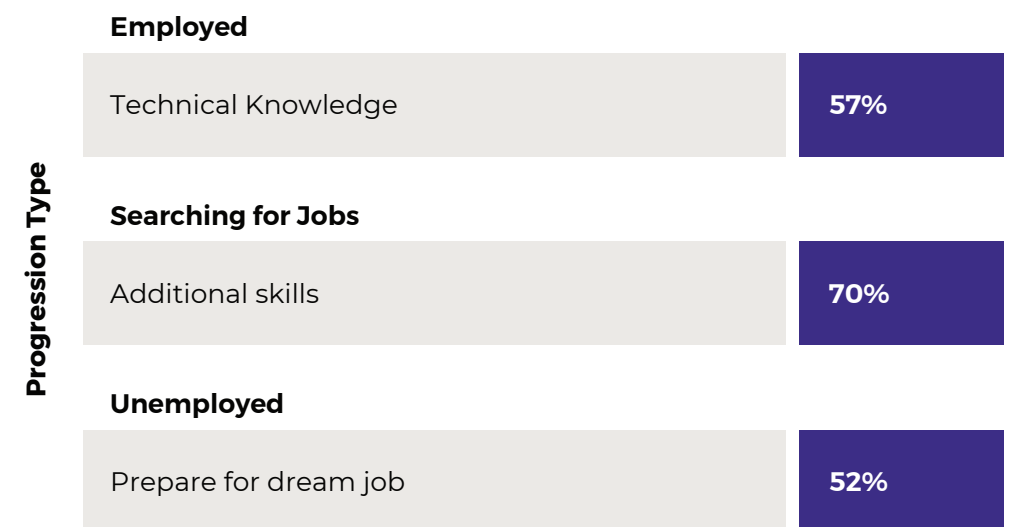 Progression Type
Employed
Technical Knowledge 57%
Searching for Jobs
Additional skills 70%
Unemployed
Prepare for dream job 52%